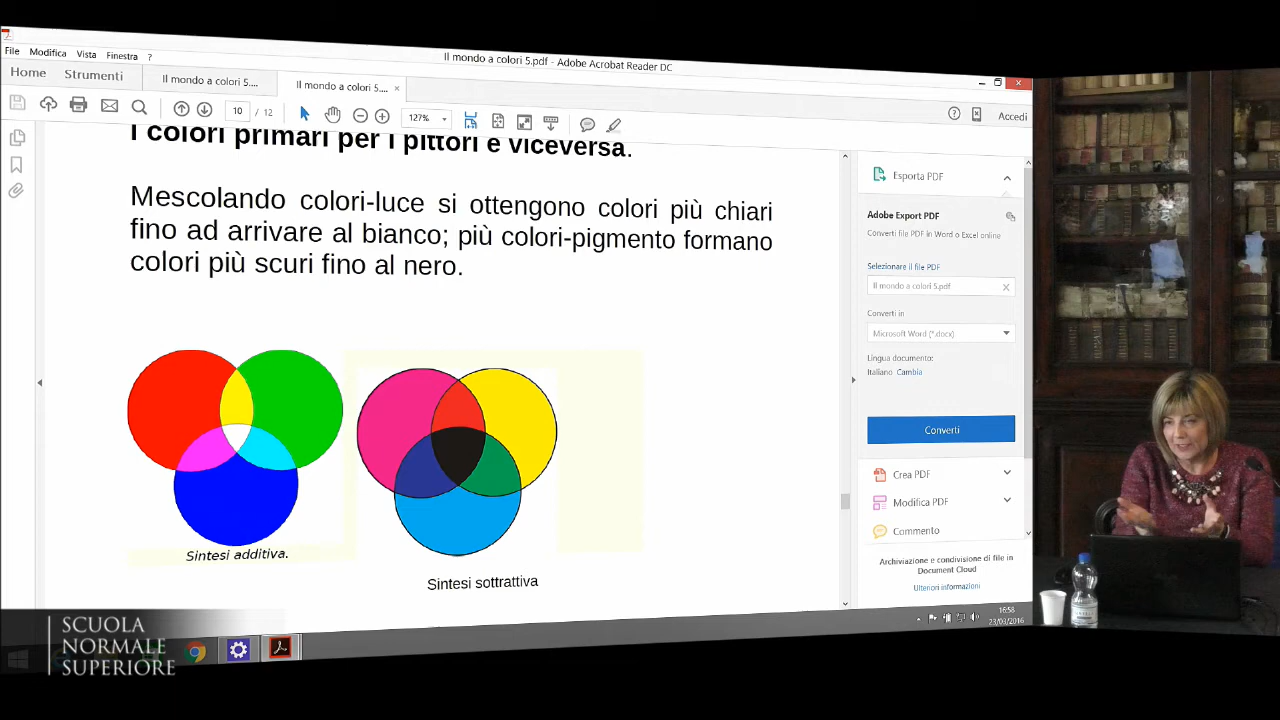 Il mondo a colori 5.pdf - Adobe Acrobat Reader DC
File Modifica Vista Finestra ?
Home Strumenti Il mondo a colori 5.... Il mondo a colori 5.... ×
10 / 12 127% Accedi
I colori primari per i pittori e viceversa.
Mescolando colori-luce si ottengono colori più chiari
fino ad arrivare al bianco; più colori-pigmento formano
colori più scuri fino al nero.
Sintesi additiva.
Sintesi sottrattiva
Esporta PDF
Adobe Export PDF
Converti file PDF in Word o Excel online
Selezionare il file PDF
Il mondo a colori 5.pdf
Converti in
Microsoft Word (*.docx)
Lingua documento:
Italiano Cambia
Converti
Crea PDF
Modifica PDF
Commento
Archiviazione e condivisione di file in
Document Cloud
Ulteriori informazioni
16:58
23/03/2016
SCUOLA
NORMALE
SUPERIORE